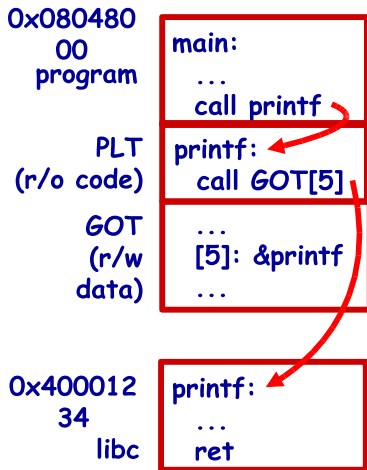 0x080480
00
program
main:
...
call printf
PLT
(r/o code)
printf:
call GOT[5]
GOT
(r/w
data)
...
[5]: &printf
...
0x400012
34
libc
printf:
...
ret